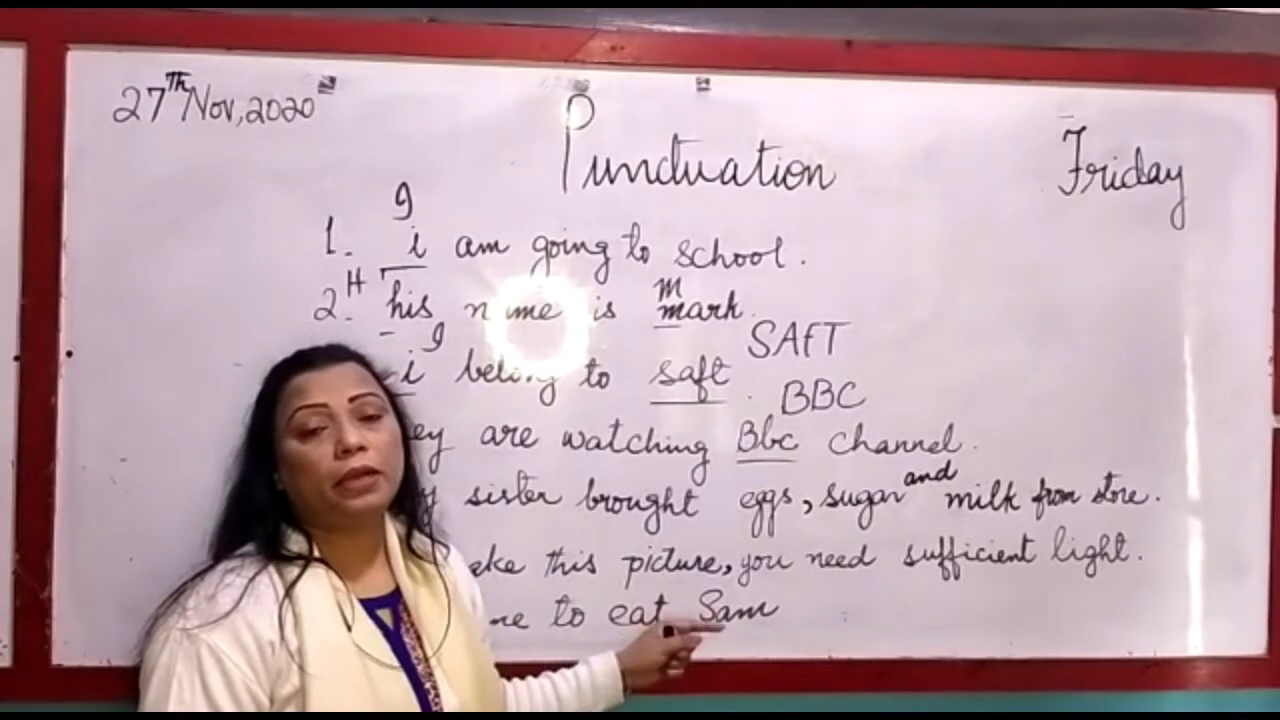 27Th Nov, 2020
Punctuation
Friday
I
1. i am going to school.
H m
2. his name is mark.
I SAFT
i belong to saft.
BBC
are watching Bbc channel.
and
sister brought eggs, sugar milk from store.
this picture, you need sufficient light.
to eat Sam